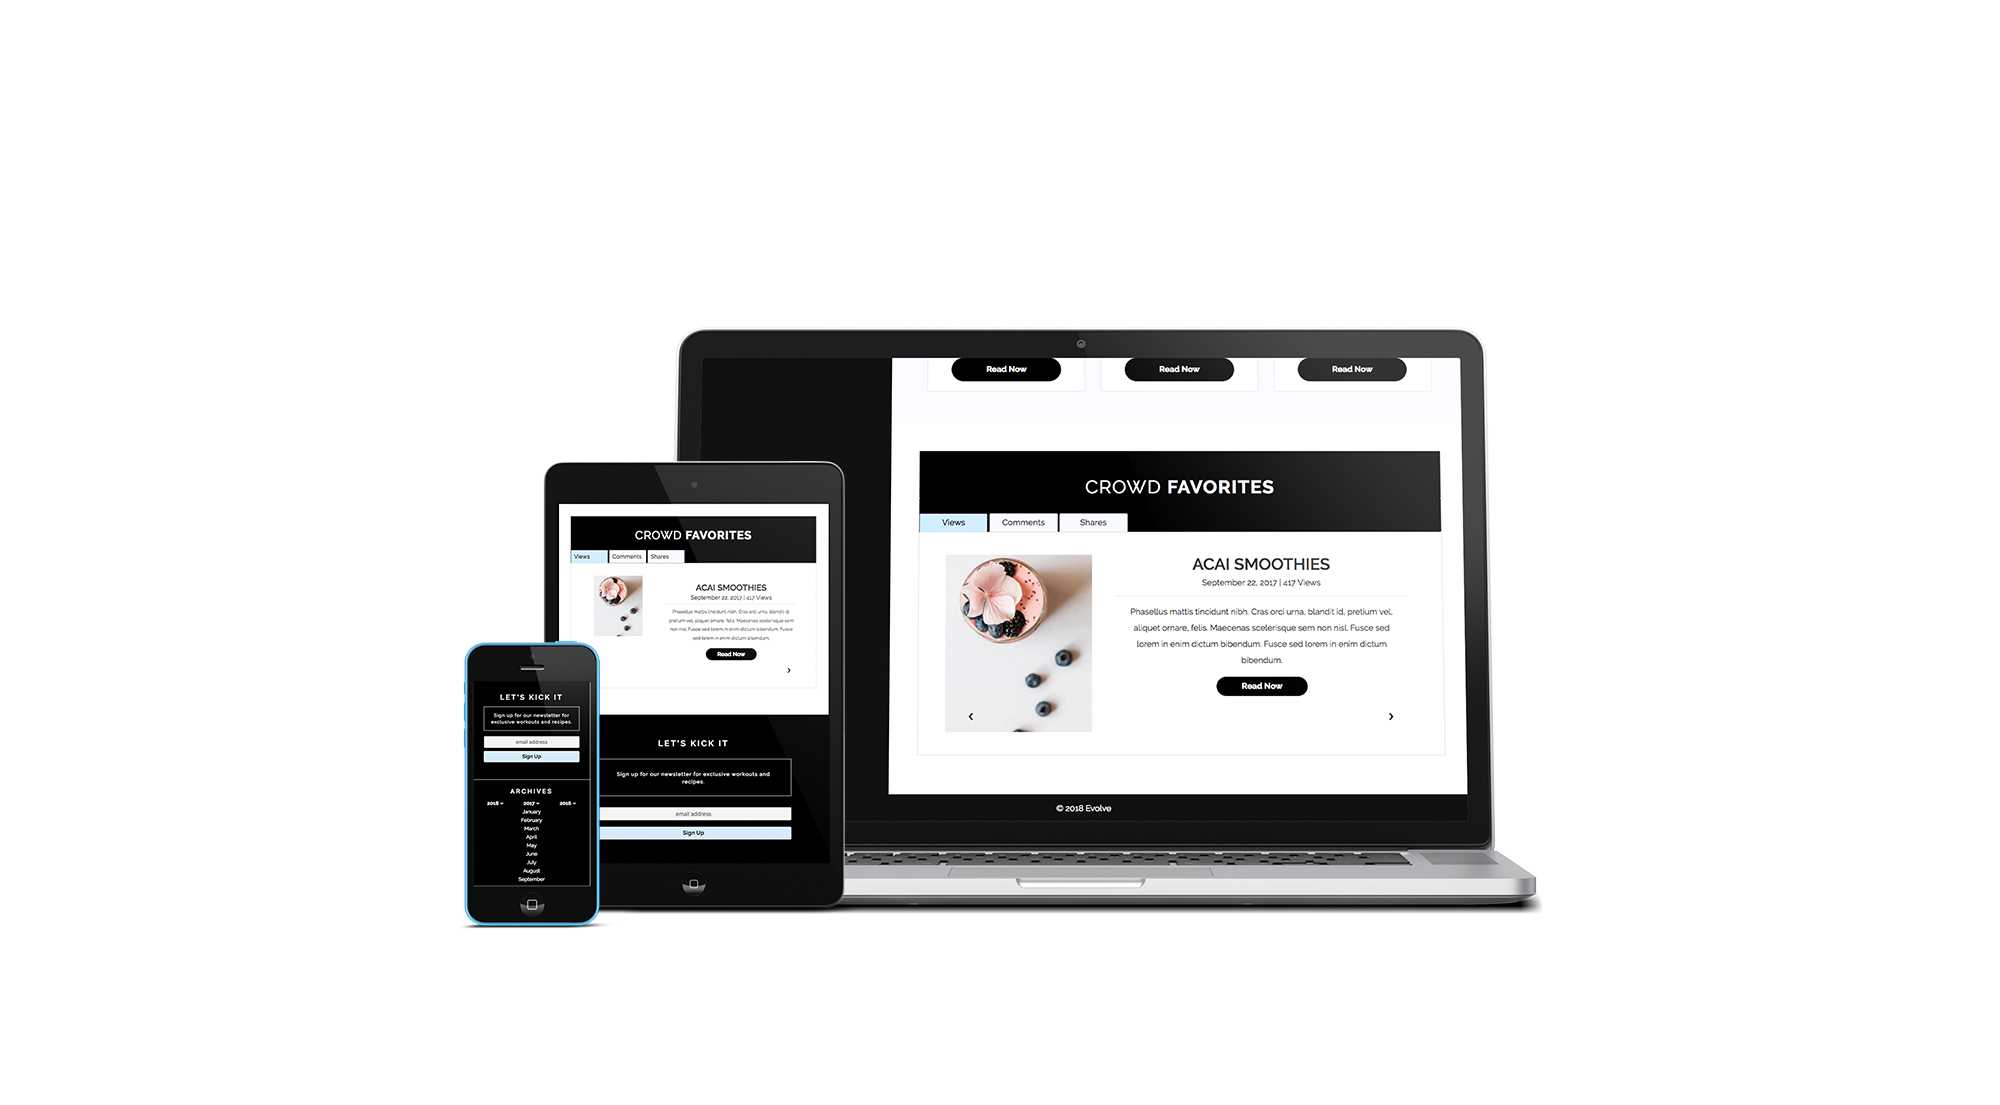 Read Now
Read Now
Read Now
CROWD FAVORITES
Views
Comments
Shares
ACAI SMOOTHIES
September 22, 2017 | 417 Views
Phasellus mattis tincidunt nibh. Cras orci urna, blandit id, pretium vel,
aliquet ornare, felis. Maecenas scelerisque sem non nisl. Fusce sed
lorem in enim dictum bibendum. Fusce sed lorem in enim dictum
bibendum.
Read Now
‹
›
© 2018 Evolve
CROWD FAVORITES
Views
Comments
Shares
ACAI SMOOTHIES
September 22, 2017 | 417 Views
Phasellus mattis tincidunt nibh. Cras orci urna, blandit id,
pretium vel, aliquet ornare, felis. Maecenas scelerisque sem
non nisl. Fusce sed lorem in enim dictum bibendum. Fusce
sed lorem in enim dictum bibendum.
Read Now
›
LET'S KICK IT
Sign up for our newsletter for exclusive workouts and
recipes.
email address
Sign Up
LET'S KICK IT
Sign up for our newsletter for
exclusive workouts and recipes.
email address
Sign Up
ARCHIVES
2018 2017 2016
January
February
March
April
May
June
July
August
September